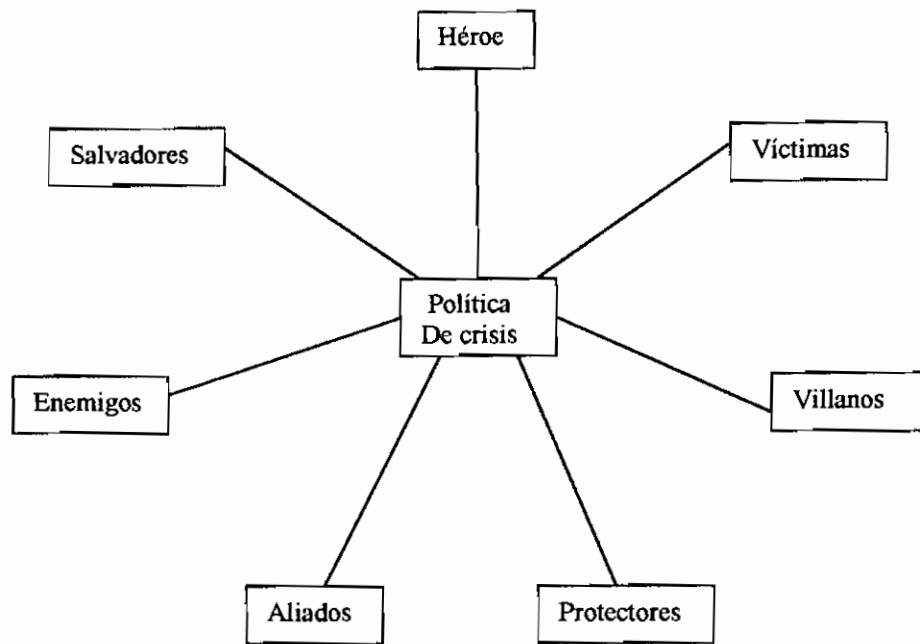 Héroe
Salvadores
Víctimas
Política
De crisis
Enemigos
Villanos
Aliados
Protectores